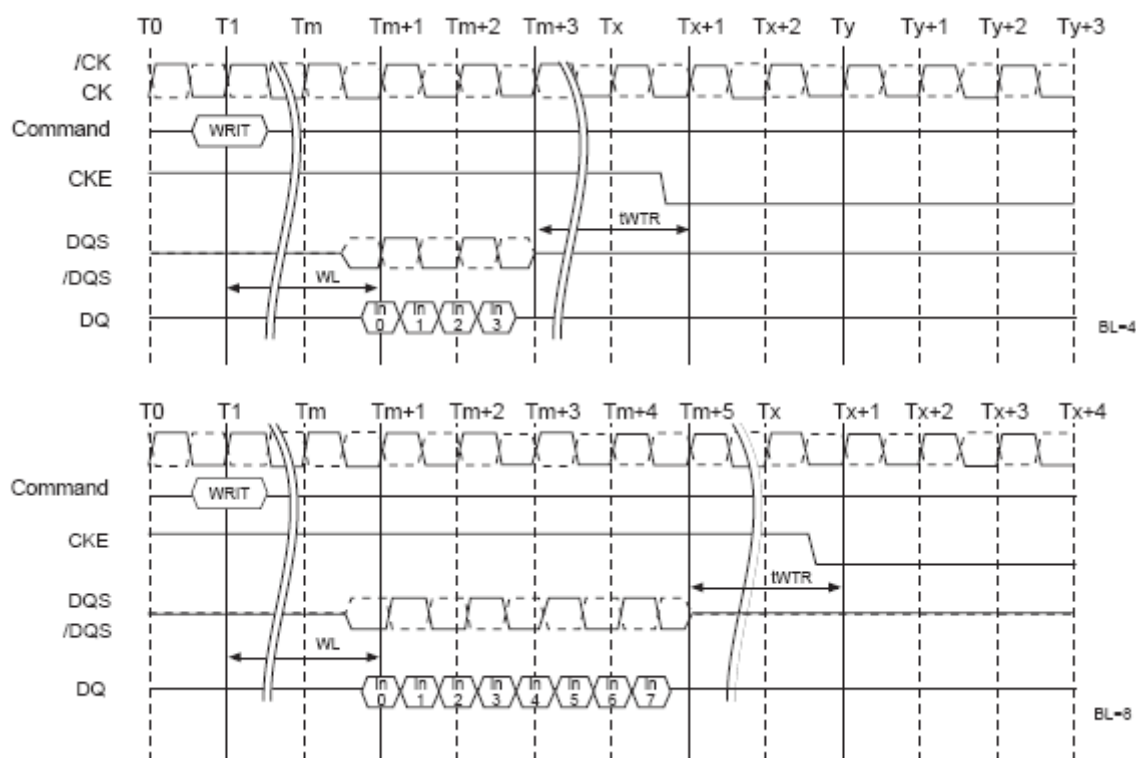 T0 T1 Tm Tm+1 Tm+2 Tm+3 Tx Tx+1 Tx+2 Ty Ty+1 Ty+2 Ty+3
/CK
CK
Command WRIT
CKE
tWTR
DQS
/DQS
WL
DQ In 0 In 1 In 2 In 3
BL=4
T0 T1 Tm Tm+1 Tm+2 Tm+3 Tm+4 Tm+5 Tx Tx+1 Tx+2 Tx+3 Tx+4
Command WRIT
CKE
tWTR
DQS
/DQS
WL
DQ In 0 In 1 In 2 In 3 In 4 In 5 In 6 In 7
BL=8